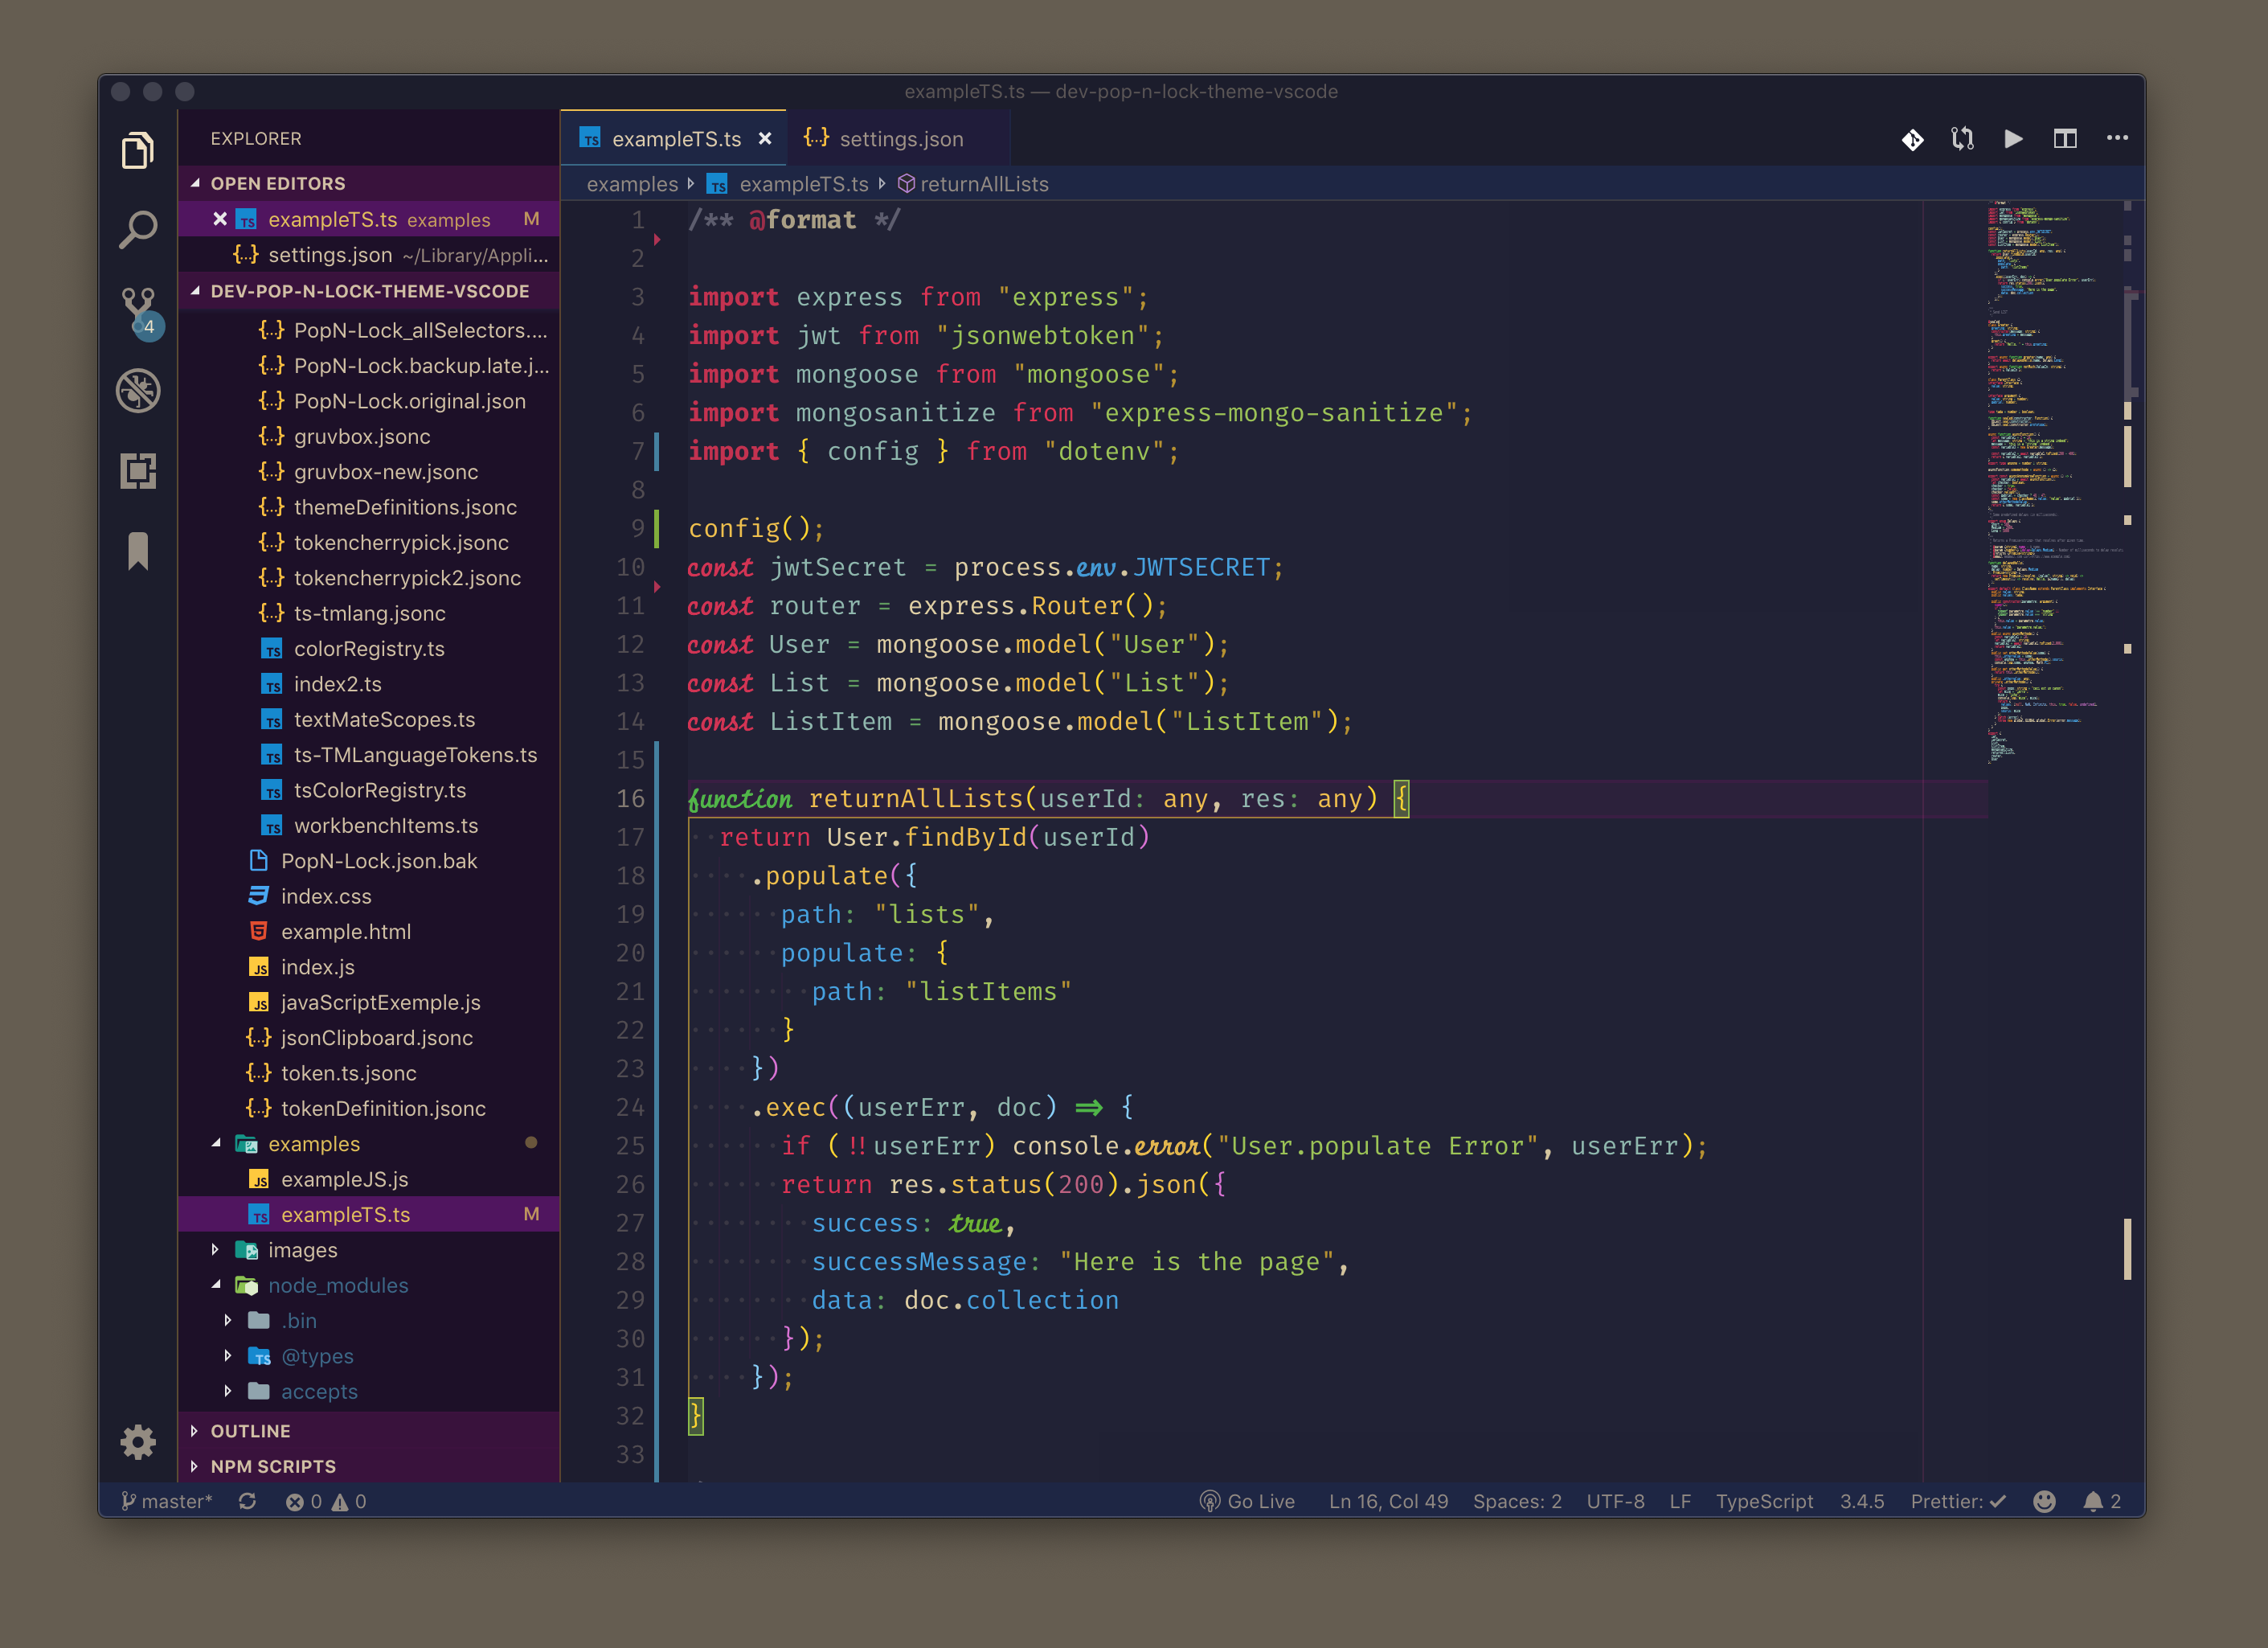 exampleTS.ts — dev-pop-n-lock-theme-vscode
EXPLORER
OPEN EDITORS
exampleTS.ts examples M
settings.json ~/Library/Appli...
DEV-POP-N-LOCK-THEME-VSCODE
PopN-Lock_allSelectors....
PopN-Lock.backup.late.j...
PopN-Lock.original.json
gruvbox.jsonc
gruvbox-new.jsonc
themeDefinitions.jsonc
tokencherrypick.jsonc
tokencherrypick2.jsonc
ts-tmlang.jsonc
colorRegistry.ts
index2.ts
textMateScopes.ts
ts-TMLanguageTokens.ts
tsColorRegistry.ts
workbenchItems.ts
PopN-Lock.json.bak
index.css
example.html
index.js
javaScriptExemple.js
jsonClipboard.jsonc
token.ts.jsonc
tokenDefinition.jsonc
examples
exampleJS.js
exampleTS.ts M
images
node_modules
.bin
@types
accepts
OUTLINE
NPM SCRIPTS
4
exampleTS.ts
settings.json
examples exampleTS.ts returnAllLists
1 /** @format */
2
3 import express from "express";
4 import jwt from "jsonwebtoken";
5 import mongoose from "mongoose";
6 import mongosanitize from "express-mongo-sanitize";
7 import { config } from "dotenv";
8
9 config();
10 const jwtSecret = process.env.JWTSECRET;
11 const router = express.Router();
12 const User = mongoose.model("User");
13 const List = mongoose.model("List");
14 const ListItem = mongoose.model("ListItem");
15
16 function returnAllLists(userId: any, res: any) {
17 return User.findById(userId)
18 .populate({
19 path: "lists",
20 populate: {
21 path: "listItems"
22 }
23 })
24 .exec((userErr, doc) => {
25 if (!!userErr) console.error("User.populate Error", userErr);
26 return res.status(200).json({
27 success: true,
28 successMessage: "Here is the page",
29 data: doc.collection
30 });
31 });
32 }
33
master* 0 0 Go Live Ln 16, Col 49 Spaces: 2 UTF-8 LF TypeScript 3.4.5 Prettier: ✓ 2